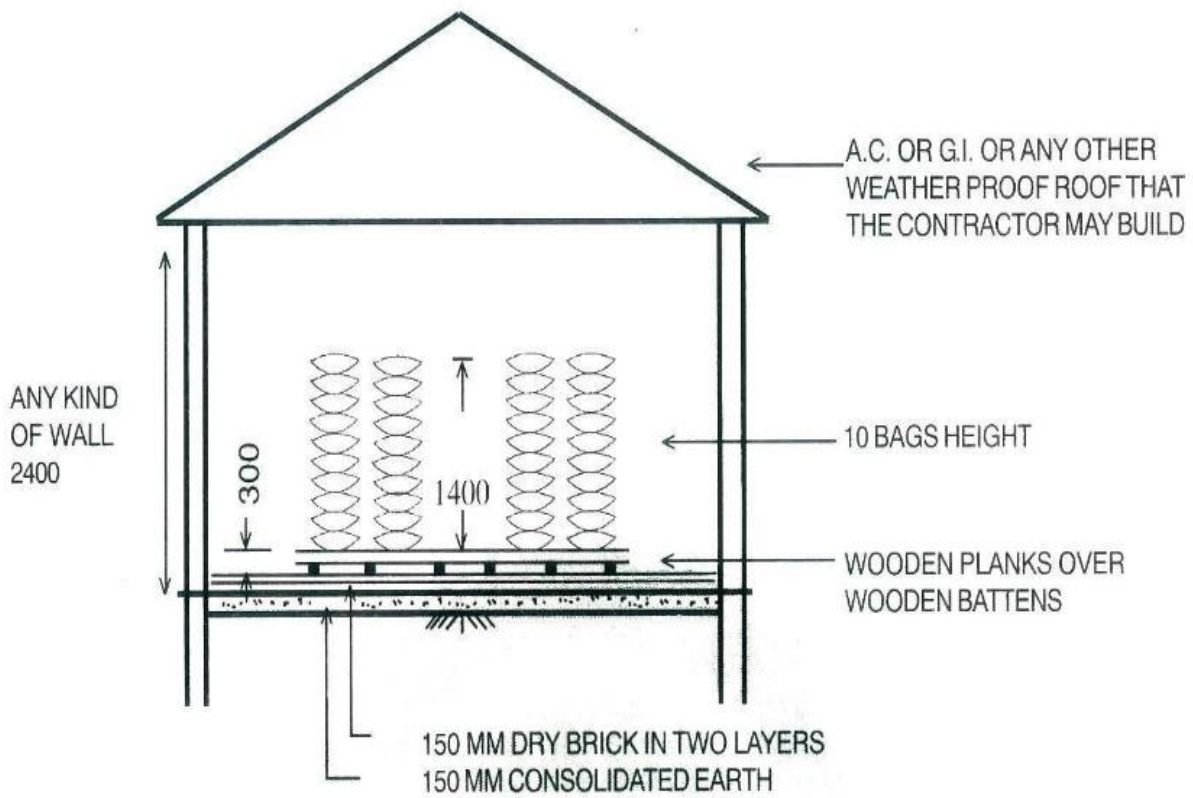 A.C. OR G.I. OR ANY OTHER
WEATHER PROOF ROOF THAT
THE CONTRACTOR MAY BUILD
ANY KIND
OF WALL
2400
300
1400
10 BAGS HEIGHT
WOODEN PLANKS OVER
WOODEN BATTENS
150 MM DRY BRICK IN TWO LAYERS
150 MM CONSOLIDATED EARTH